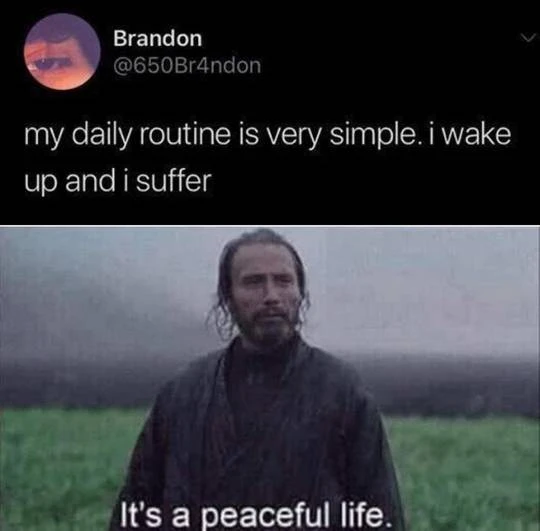 Brandon
@650Br4ndon
my daily routine is very simple. i wake
up and i suffer
It's a peaceful life.